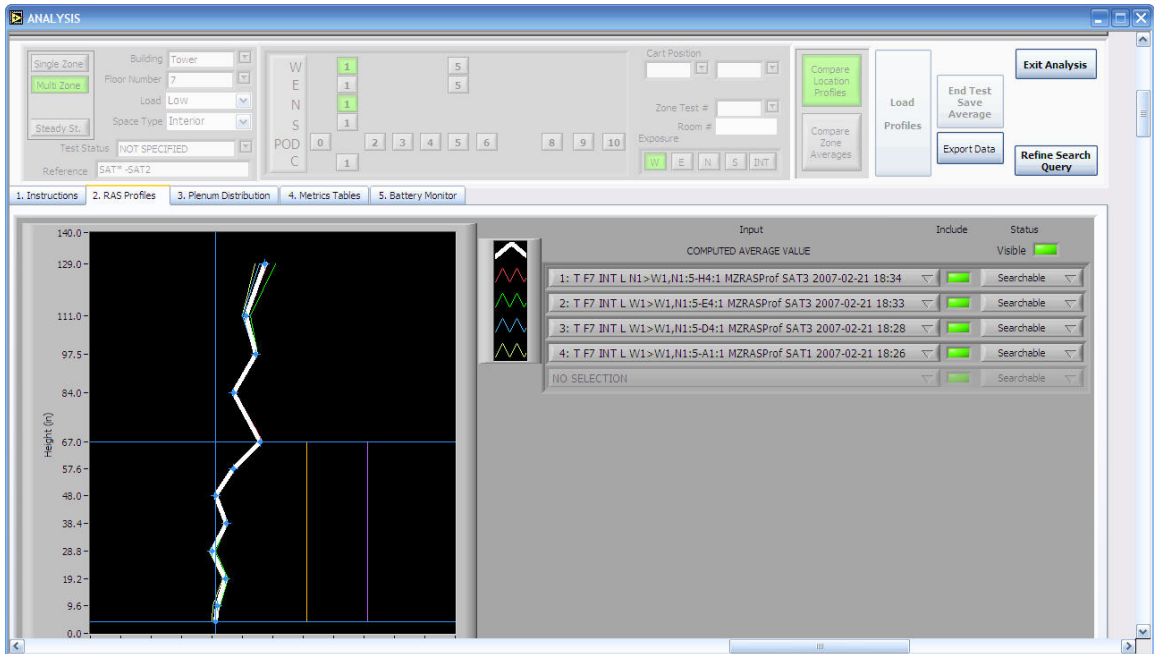 ANALYSIS
Single Zone
Multi Zone
Steady St.
Building Tower
Floor Number 7
Load Low
Space Type Interior
Test Status NOT SPECIFIED
Reference SAT* -SAT2
W 1 5
E 1 5
N 1
S 1
POD 0 2 3 4 5 6 8 9 10
C 1
Cart Position
Zone Test #
Room #
Exposure
W E N S INT
Compare
Location
Profiles
Compare
Zone
Averages
Load
Profiles
End Test
Save
Average
Export Data
Exit Analysis
Refine Search
Query
1. Instructions 2. RAS Profiles 3. Plenum Distribution 4. Metrics Tables 5. Battery Monitor
Height (in)
140.0
129.0
111.0
97.5
84.0
67.0
57.6
48.0
38.4
28.8
19.2
9.6
0.0
Input Include Status
COMPUTED AVERAGE VALUE Visible
1: T F7 INT L N1>W1,N1:5-H4:1 MZRASProf SAT3 2007-02-21 18:34 Searchable
2: T F7 INT L W1>W1,N1:5-E4:1 MZRASProf SAT3 2007-02-21 18:33 Searchable
3: T F7 INT L W1>W1,N1:5-D4:1 MZRASProf SAT3 2007-02-21 18:28 Searchable
4: T F7 INT L W1>W1,N1:5-A1:1 MZRASProf SAT1 2007-02-21 18:26 Searchable
NO SELECTION Searchable